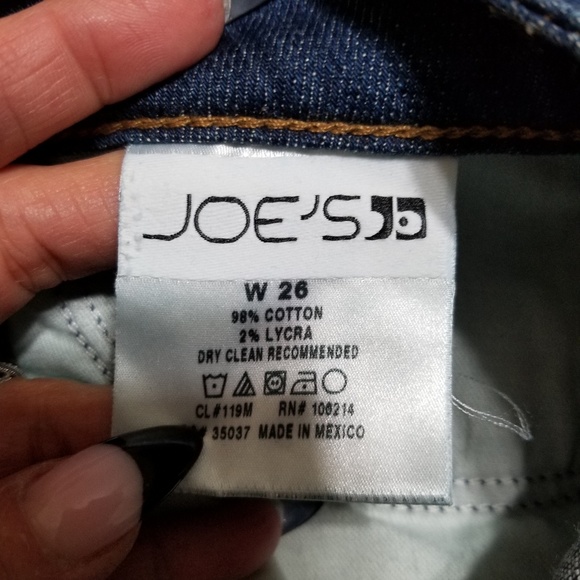 JOE'S
W 26
98% COTTON
2% LYCRA
DRY CLEAN RECOMMENDED
CL#119M RN# 106214
# 35037 MADE IN MEXICO